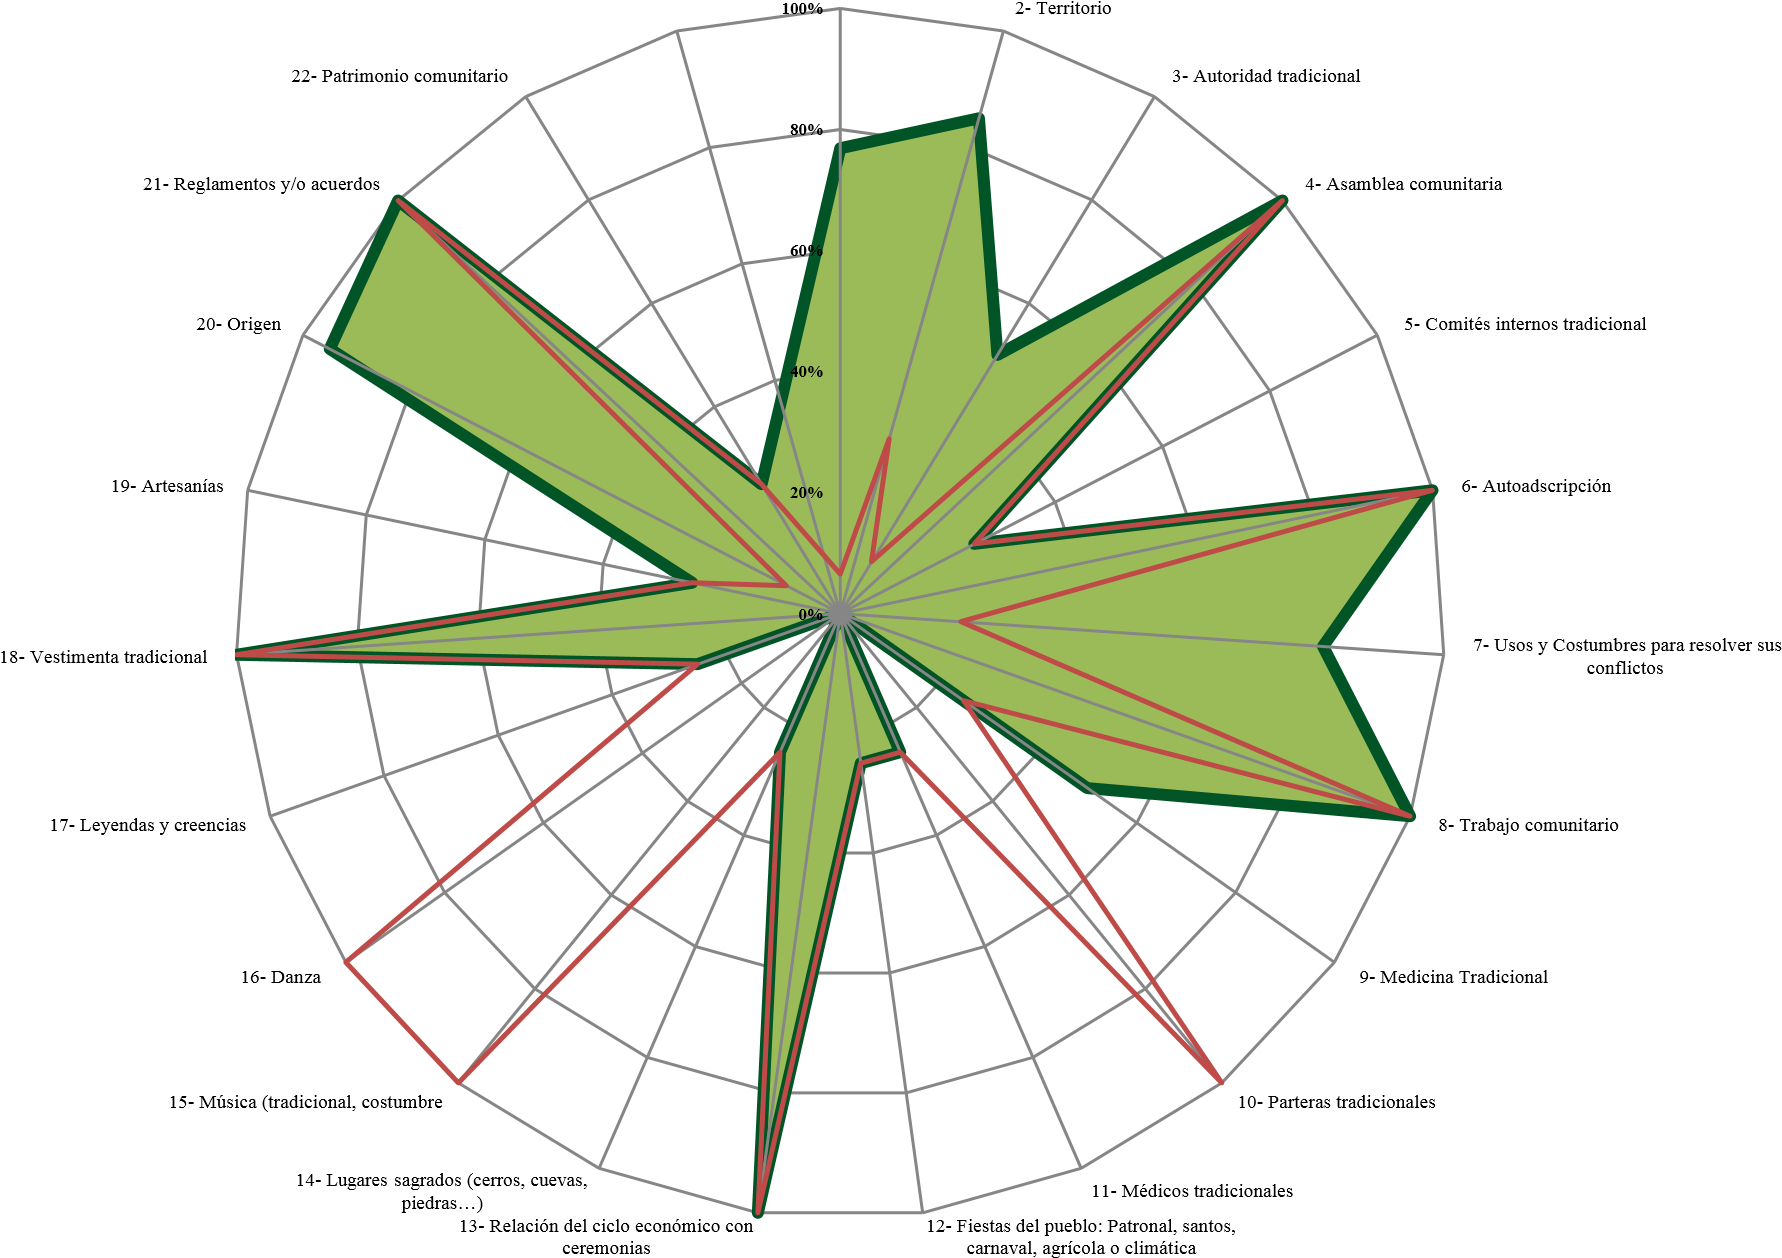 100%
80%
60%
40%
20%
0%
2- Territorio
3- Autoridad tradicional
4- Asamblea comunitaria
5- Comités internos tradicional
6- Autoadscripción
7- Usos y Costumbres para resolver sus
conflictos
8- Trabajo comunitario
9- Medicina Tradicional
10- Parteras tradicionales
11- Médicos tradicionales
12- Fiestas del pueblo: Patronal, santos,
carnaval, agrícola o climática
13- Relación del ciclo económico con
ceremonias
14- Lugares sagrados (cerros, cuevas,
piedras…)
15- Música (tradicional, costumbre
16- Danza
17- Leyendas y creencias
18- Vestimenta tradicional
19- Artesanías
20- Origen
21- Reglamentos y/o acuerdos
22- Patrimonio comunitario